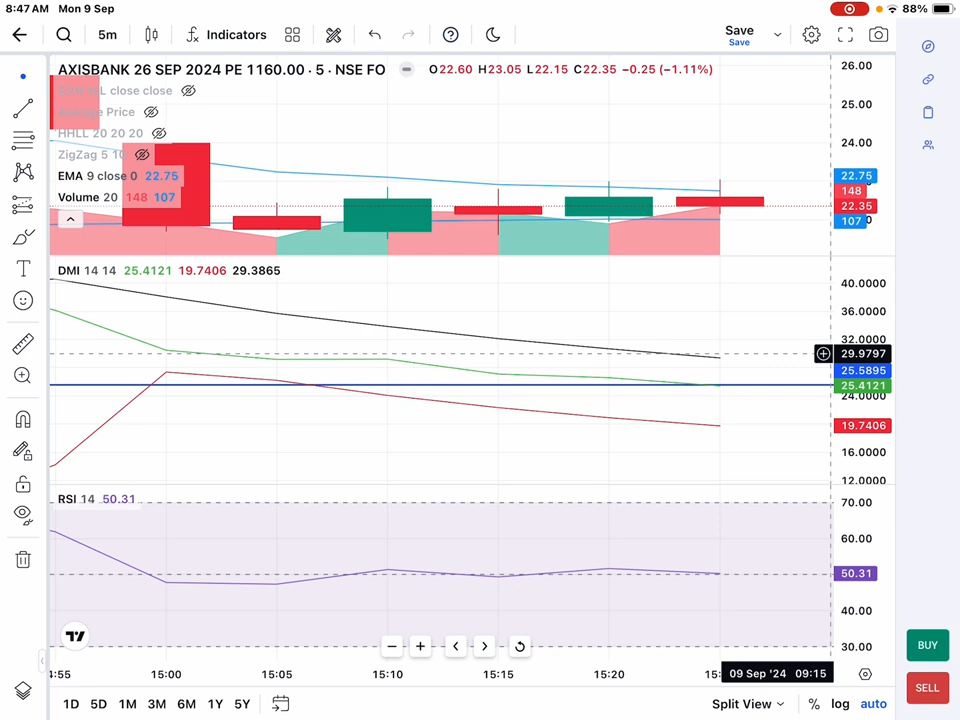 8:47 AM Mon 9 Sep 88%
5m Indicators Save
Save
AXISBANK 26 SEP 2024 PE 1160.00 · 5 · NSE FO O22.60 H23.05 L22.15 C22.35 −0.25 (−1.11%)
close close
Average Price
HHLL 20 20 20
ZigZag 5 10
EMA 9 close 0 22.75
Volume 20 148 107
26.00
25.00
24.00
22.75
148
22.35
107
DMI 14 14 25.4121 19.7406 29.3865
40.0000
36.0000
32.0000
29.9797
25.5895
25.4121
24.0000
19.7406
16.0000
12.0000
RSI 14 50.31
70.00
60.00
50.31
40.00
30.00
BUY
SELL
:55 15:00 15:05 15:10 15:15 15:20 15: 09 Sep '24 09:15
1D 5D 1M 3M 6M 1Y 5Y Split View % log auto